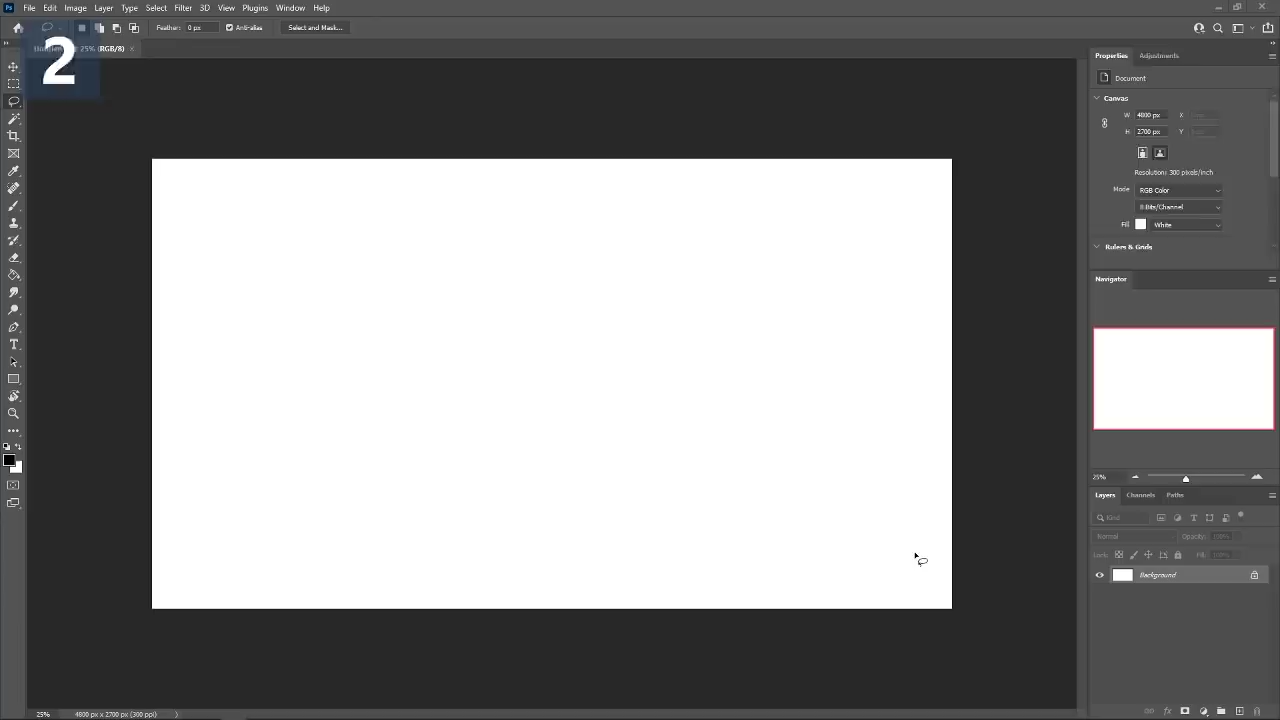 Ps File Edit Image Layer Type Select Filter 3D View Plugins Window Help
Feather: 0 px Anti-alias Select and Mask...
25% (RGB/8)
2
Properties Adjustments
Document
Canvas
W 4800 px X
H 2700 px Y
Resolution: 300 pixels/inch
Mode RGB Color
8 Bits/Channel
Fill White
Rulers & Grids
Navigator
25%
Layers Channels Paths
Kind
Normal Opacity: 100%
Lock: Fill: 100%
Background
fx
25% 4800 px x 2700 px (300 ppi)